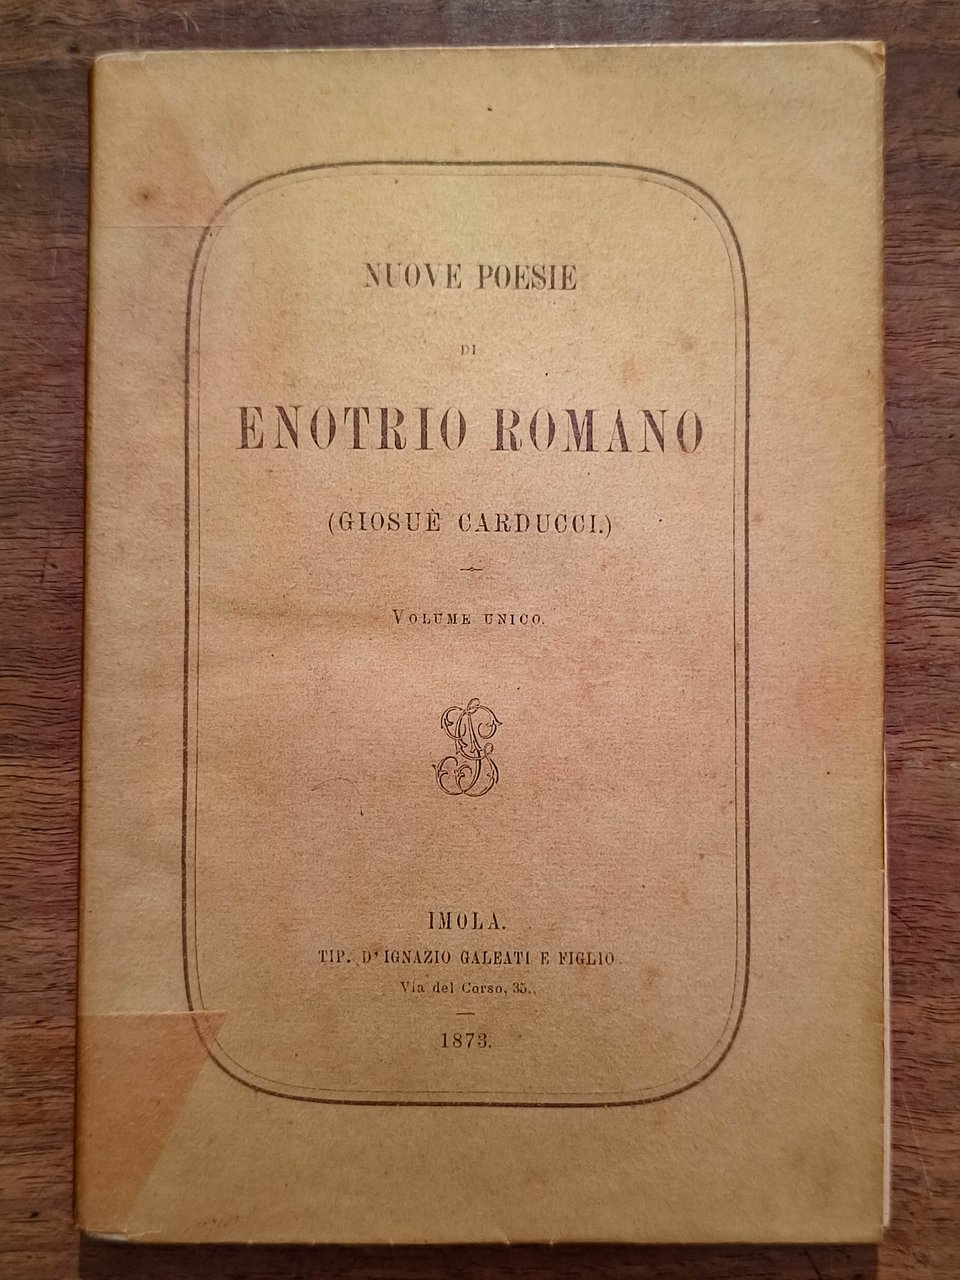 NUOVE POESIE
DI
ENOTRIO ROMANO
(GIOSUÈ CARDUCCI.)
VOLUME UNICO.
IMOLA.
TIP. D'IGNAZIO GALEATI E FIGLIO
Via del Corso, 35.
1873.